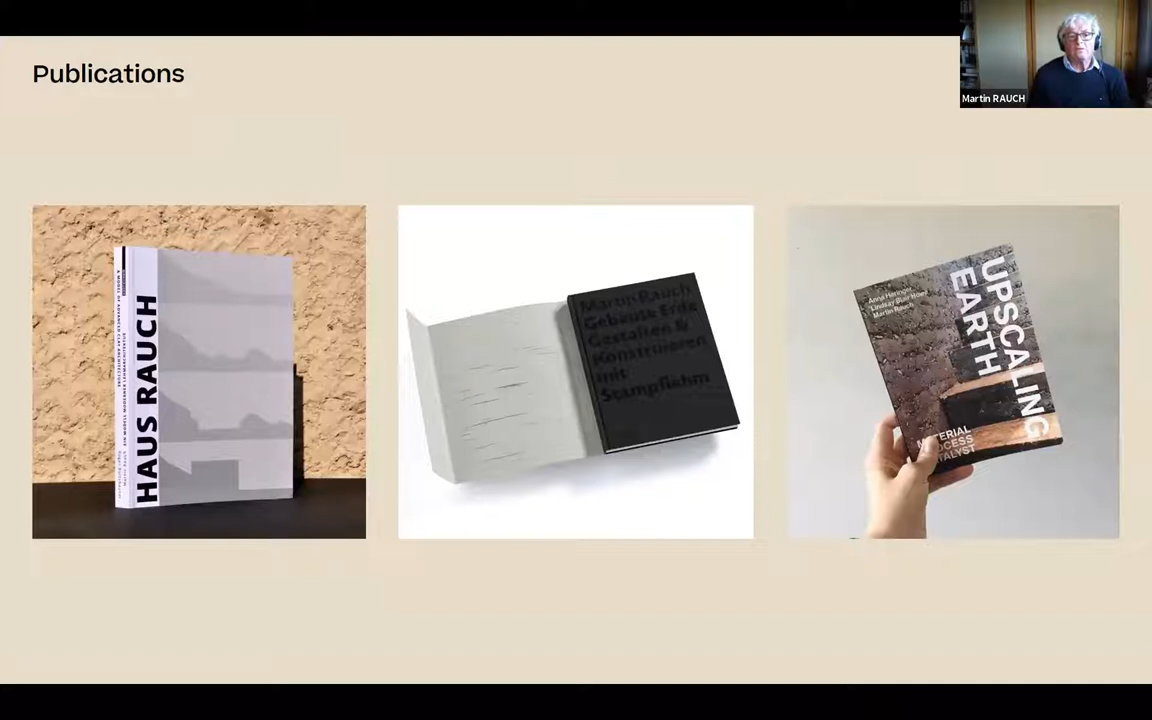 Publications
Martin RAUCH
HAUS RAUCH
Martin Rauch
Gebaute Erde
Gestalten &
Konstruieren
mit
Stampflehm
Anna Heringer,
Lindsay Blair Howe,
Martin Rauch
UPSCALING
EARTH
MATERIAL
PROCESS
CATALYST